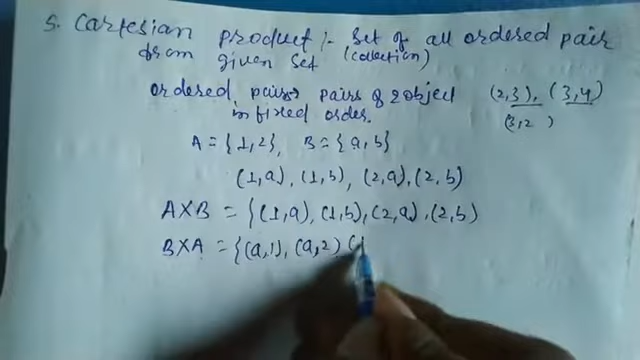 5. Cartesian product :- Set of all ordered pair
from given set (collection)
ordered pairs pairs of 2 object (2,3), (3,4)
in fixed order. (3,2 )
A = {1,2}, B = {a,b}
(1,a), (1,b), (2,a), (2,b)
A×B = {(1,a), (1,b), (2,a), (2,b)
B×A = {(a,1), (a,2) (